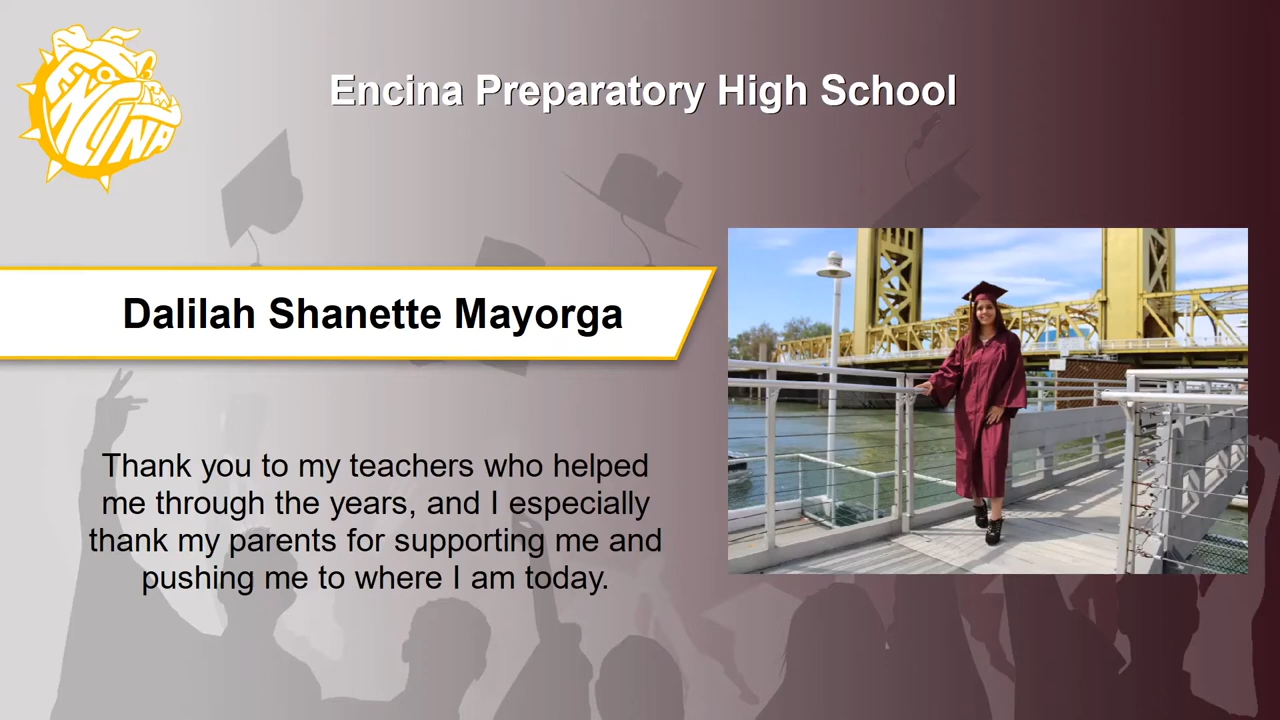 ENCINA
Encina Preparatory High School
Dalilah Shanette Mayorga
Thank you to my teachers who helped
me through the years, and I especially
thank my parents for supporting me and
pushing me to where I am today.